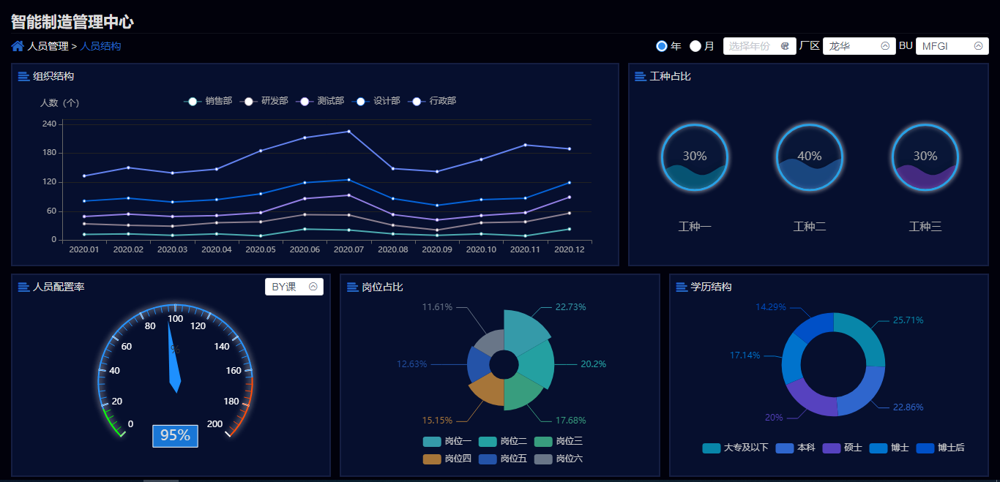 智能制造管理中心
人员管理 > 人员结构
年 月 选择年份 厂区 龙华 BU MFGI
组织结构
人数（个）
销售部 研发部 测试部 设计部 行政部
240
180
120
60
0
2020.01 2020.02 2020.03 2020.04 2020.05 2020.06 2020.07 2020.08 2020.09 2020.10 2020.11 2020.12
工种占比
30% 40% 30%
工种一 工种二 工种三
人员配置率 BY课
0 20 40 60 80 100 120 140 160 180 200
%
95%
岗位占比
11.61% 22.73%
12.63% 20.2%
15.15% 17.68%
岗位一 岗位二 岗位三
岗位四 岗位五 岗位六
学历结构
14.29% 25.71%
17.14%
22.86%
20%
大专及以下 本科 硕士 博士 博士后